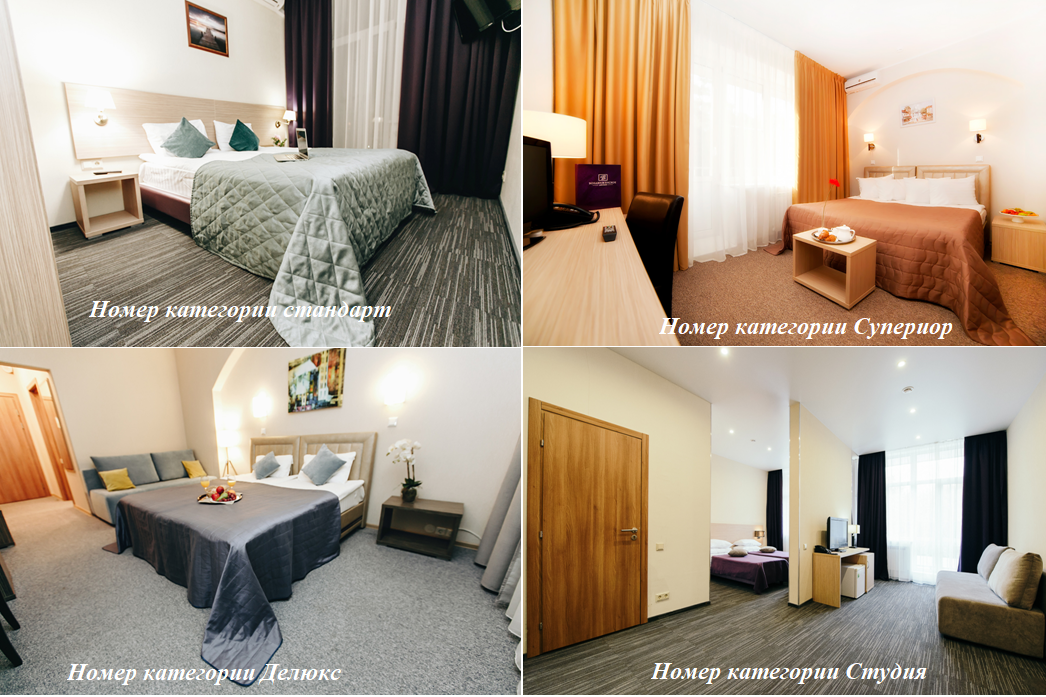 Номер категории стандарт
Номер категории Супериор
Номер категории Делюкс
Номер категории Студия